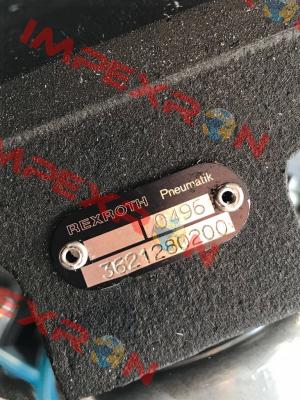 IMPEXRON
IMPEXRON
IMPEXRON
REXROTH Pneumatik
0496
3621280200